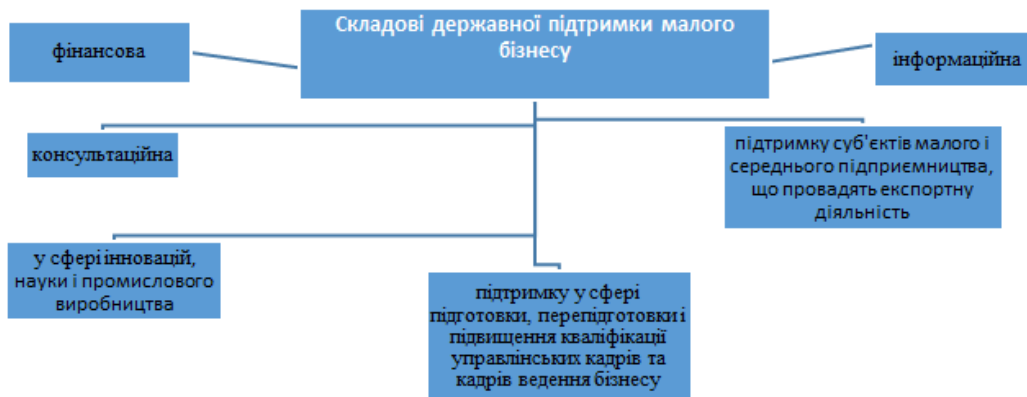 Складові державної підтримки малого
бізнесу
фінансова
інформаційна
консультаційна
підтримку суб'єктів малого і
середнього підприємництва,
що провадять експортну
діяльність
у сфері інновацій,
науки і промислового
виробництва
підтримку у сфері
підготовки, перепідготовки і
підвищення кваліфікації
управлінських кадрів та
кадрів ведення бізнесу